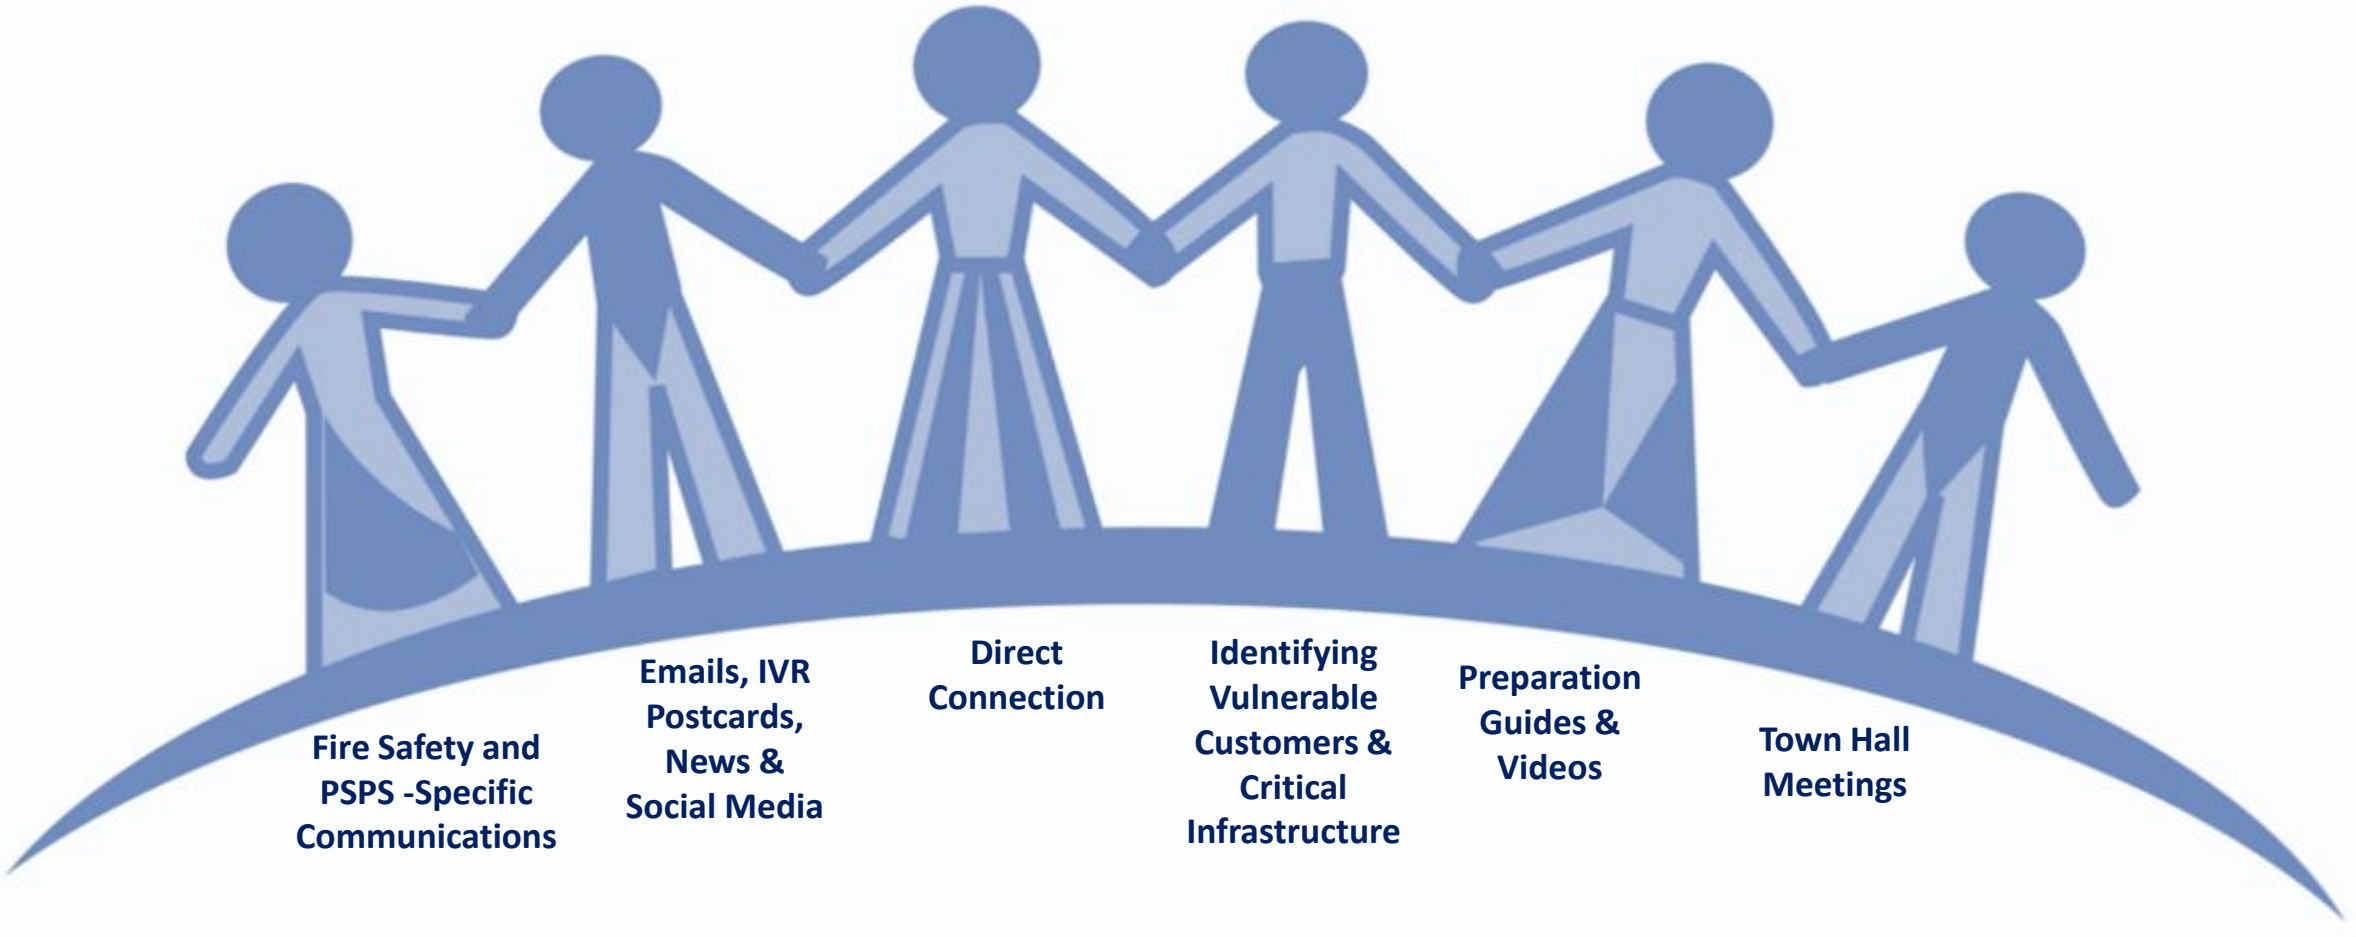 Fire Safety and
PSPS -Specific
Communications
Emails, IVR
Postcards,
News &
Social Media
Direct
Connection
Identifying
Vulnerable
Customers &
Critical
Infrastructure
Preparation
Guides &
Videos
Town Hall
Meetings